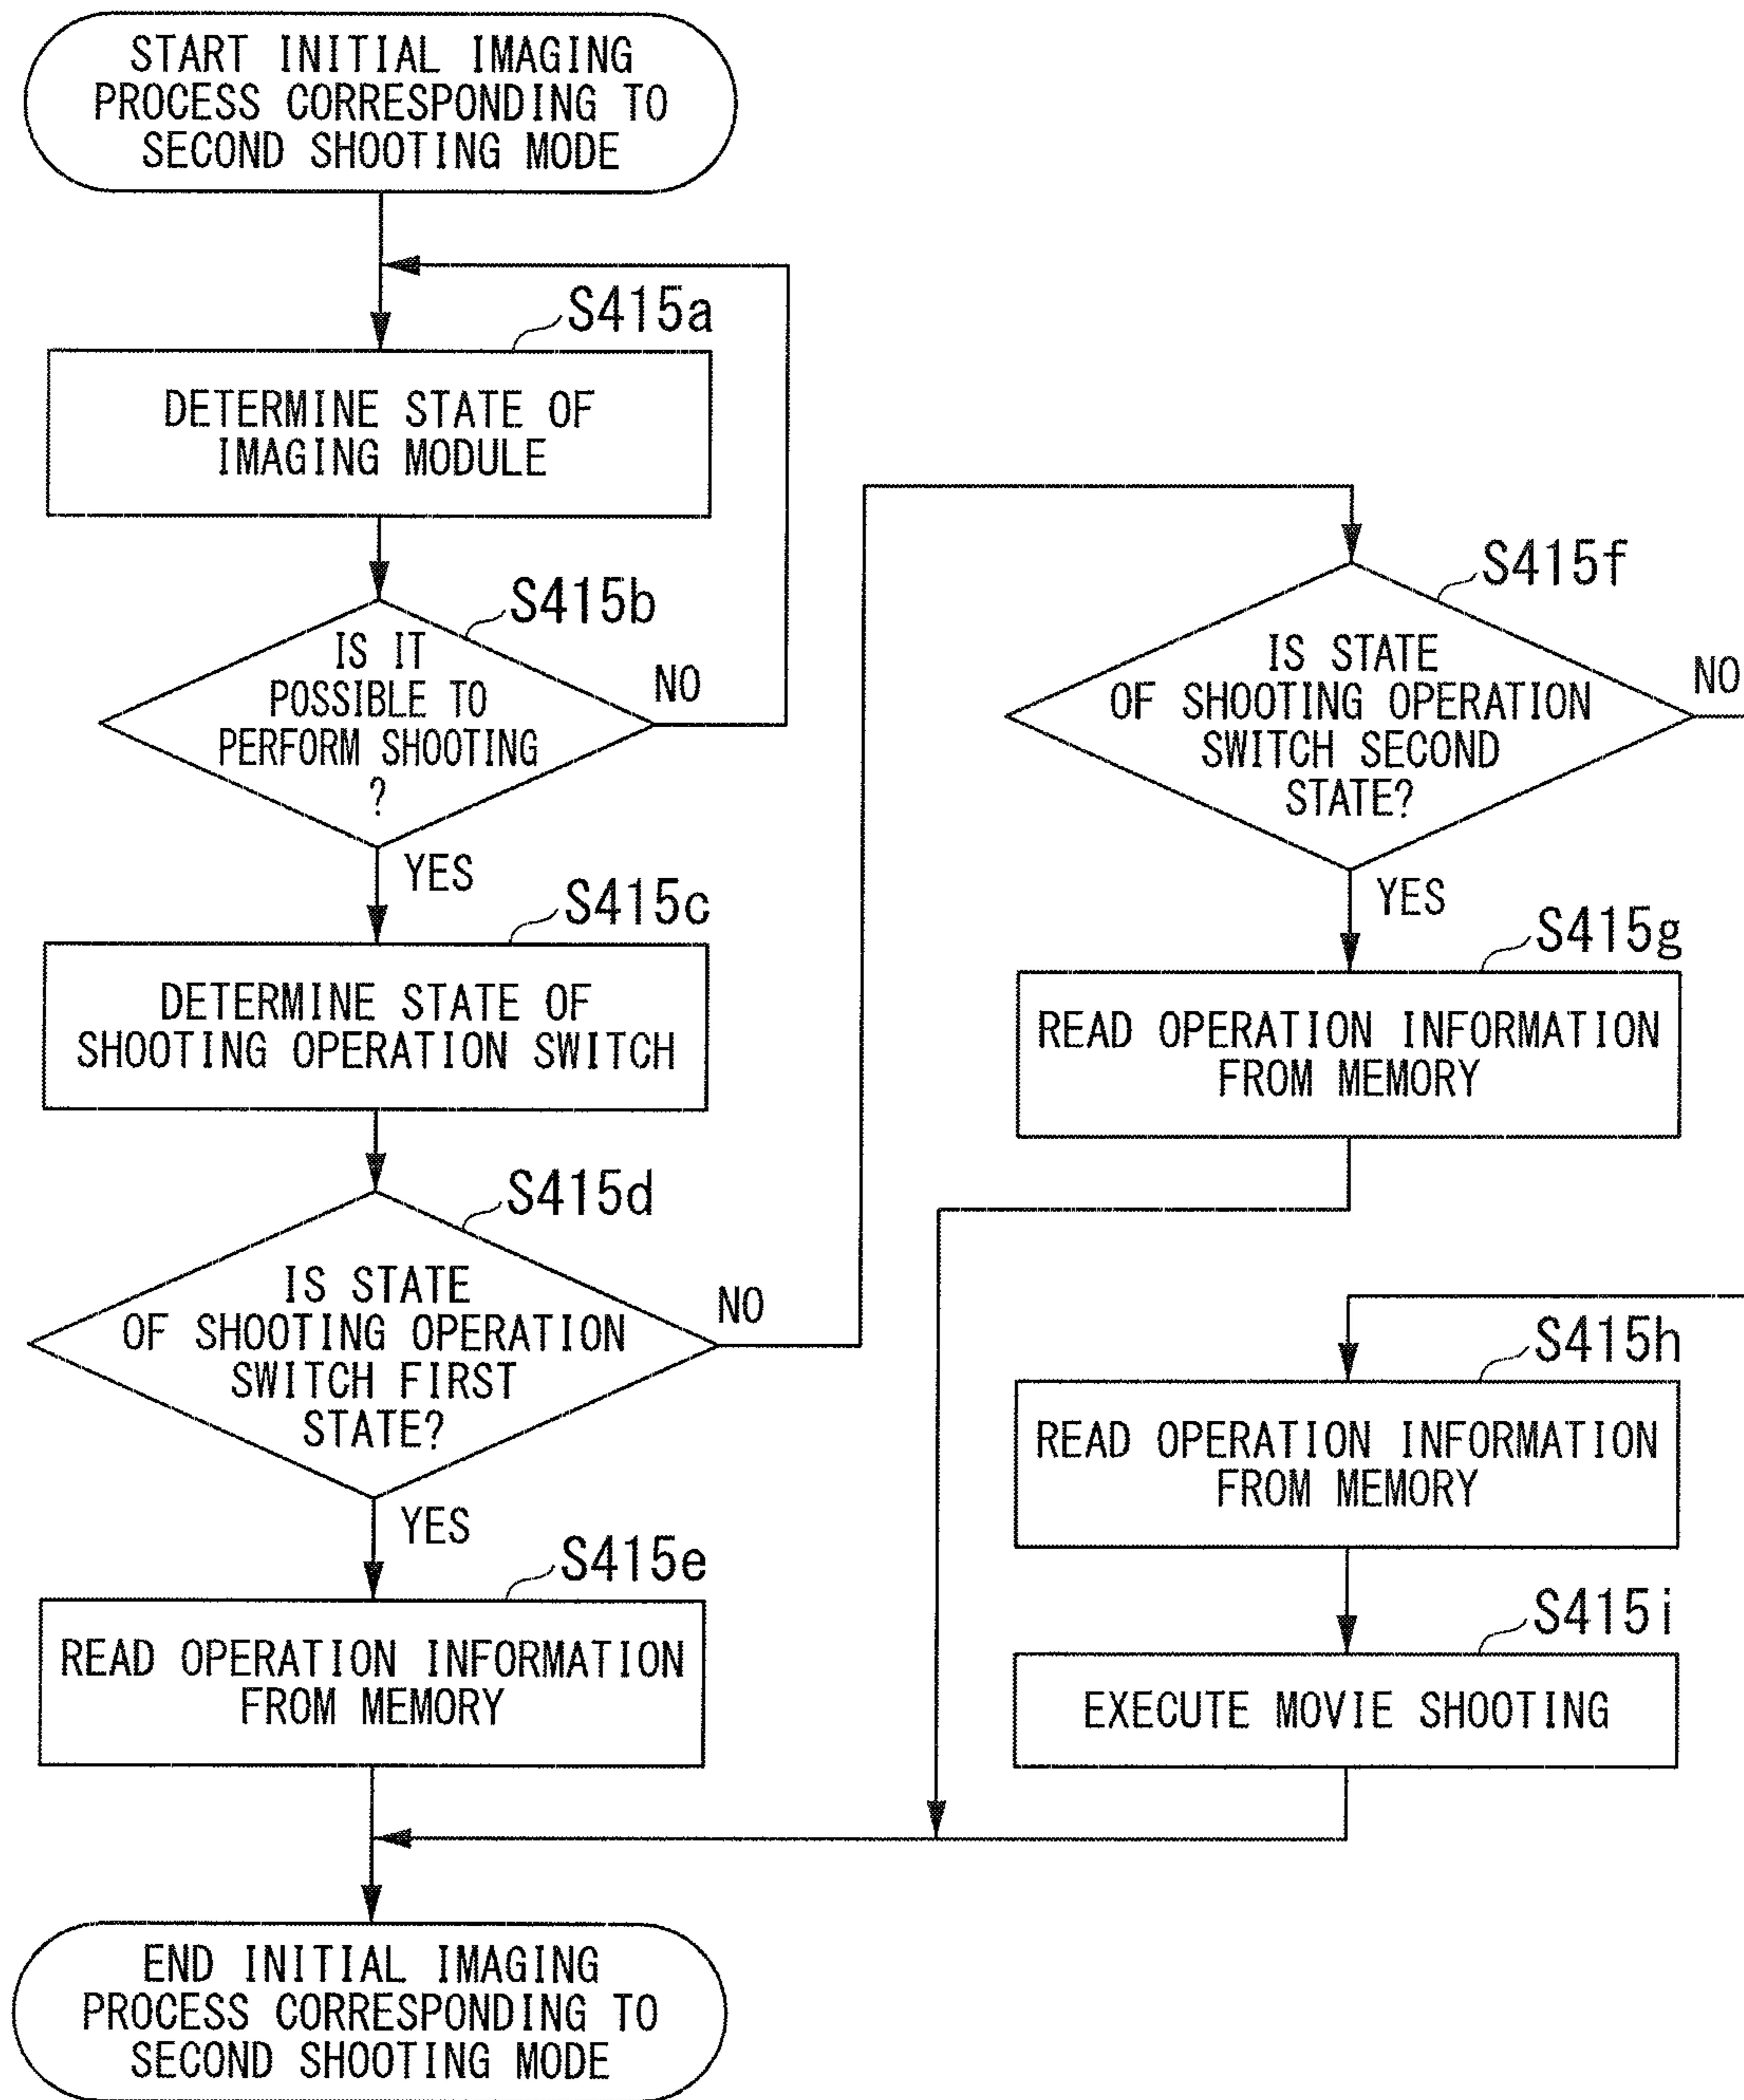 START INITIAL IMAGING
PROCESS CORRESPONDING TO
SECOND SHOOTING MODE
S415a
DETERMINE STATE OF
IMAGING MODULE
S415b
IS IT
POSSIBLE TO
PERFORM SHOOTING
?
NO
YES
S415c
DETERMINE STATE OF
SHOOTING OPERATION SWITCH
S415d
IS STATE
OF SHOOTING OPERATION
SWITCH FIRST
STATE?
NO
YES
S415e
READ OPERATION INFORMATION
FROM MEMORY
S415f
IS STATE
OF SHOOTING OPERATION
SWITCH SECOND
STATE?
NO
YES
S415g
READ OPERATION INFORMATION
FROM MEMORY
S415h
READ OPERATION INFORMATION
FROM MEMORY
S415i
EXECUTE MOVIE SHOOTING
END INITIAL IMAGING
PROCESS CORRESPONDING TO
SECOND SHOOTING MODE